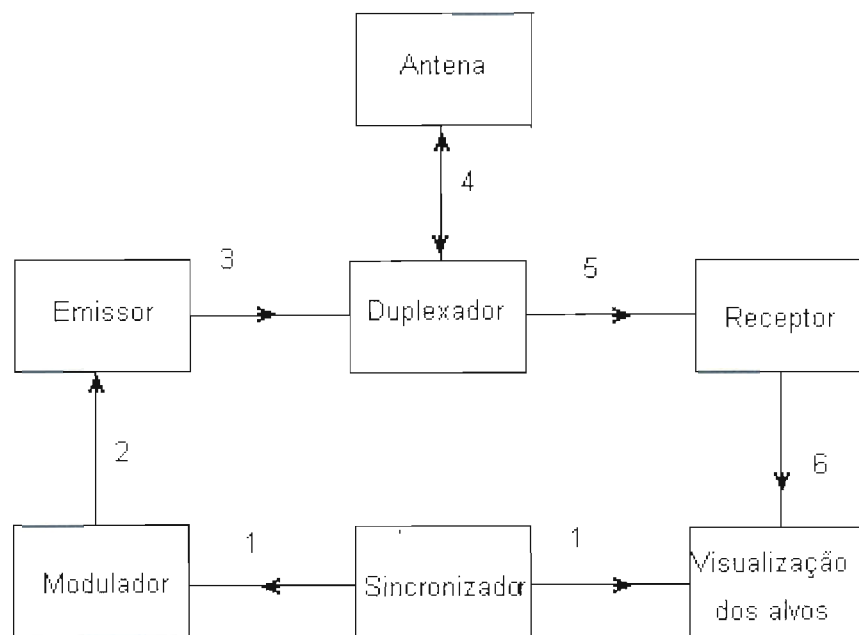 Antena
4
3
5
Emissor
Duplexador
Receptor
2
6
1
1
Modulador
Sincronizador
Visualização
dos alvos